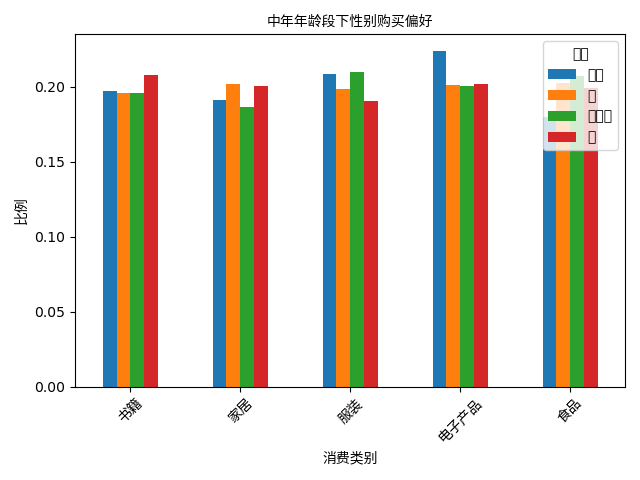 中年年龄段下性别购买偏好
比例
0.20
0.15
0.10
0.05
0.00
书籍
家居
服装
电子产品
食品
消费类别